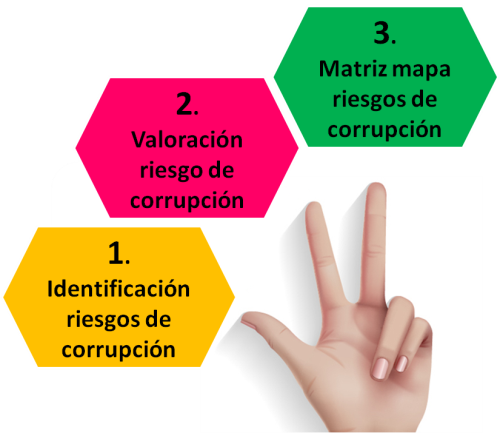 1.
Identificación
riesgos de
corrupción
2.
Valoración
riesgo de
corrupción
3.
Matriz mapa
riesgos de
corrupción